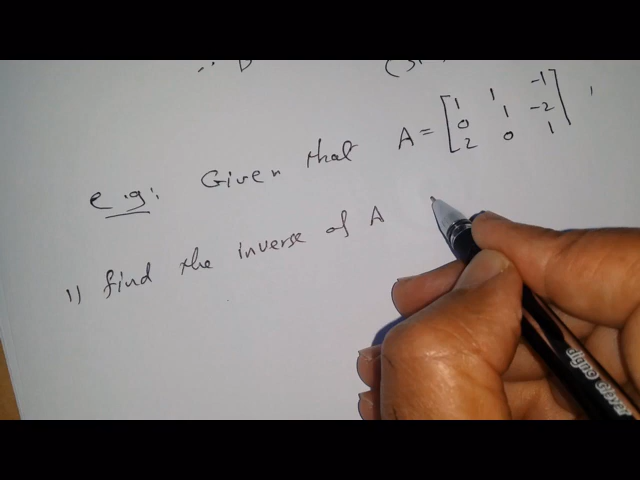 e.g: Given that A = [1 1 -1
0 1 -2
2 0 1],
1) find the inverse of A